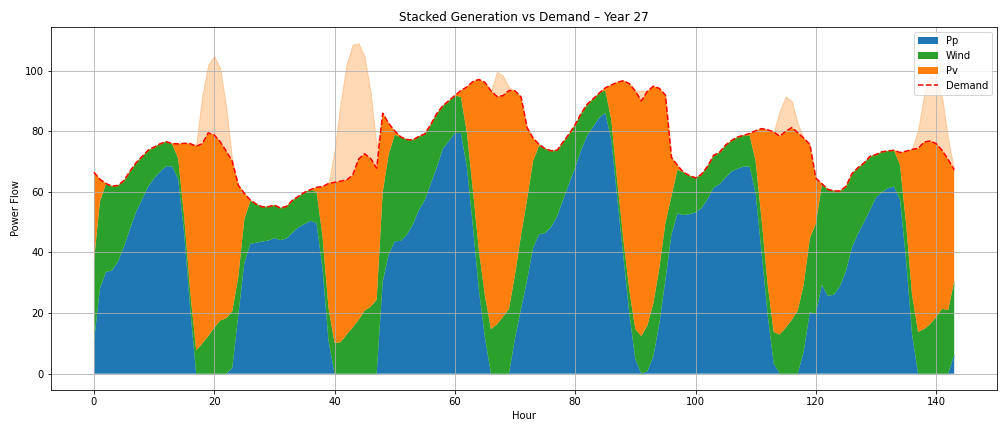 Stacked Generation vs Demand – Year 27
Pp
Wind
Pv
Demand
Power Flow
100
80
60
40
20
0
0 20 40 60 80 100 120 140
Hour